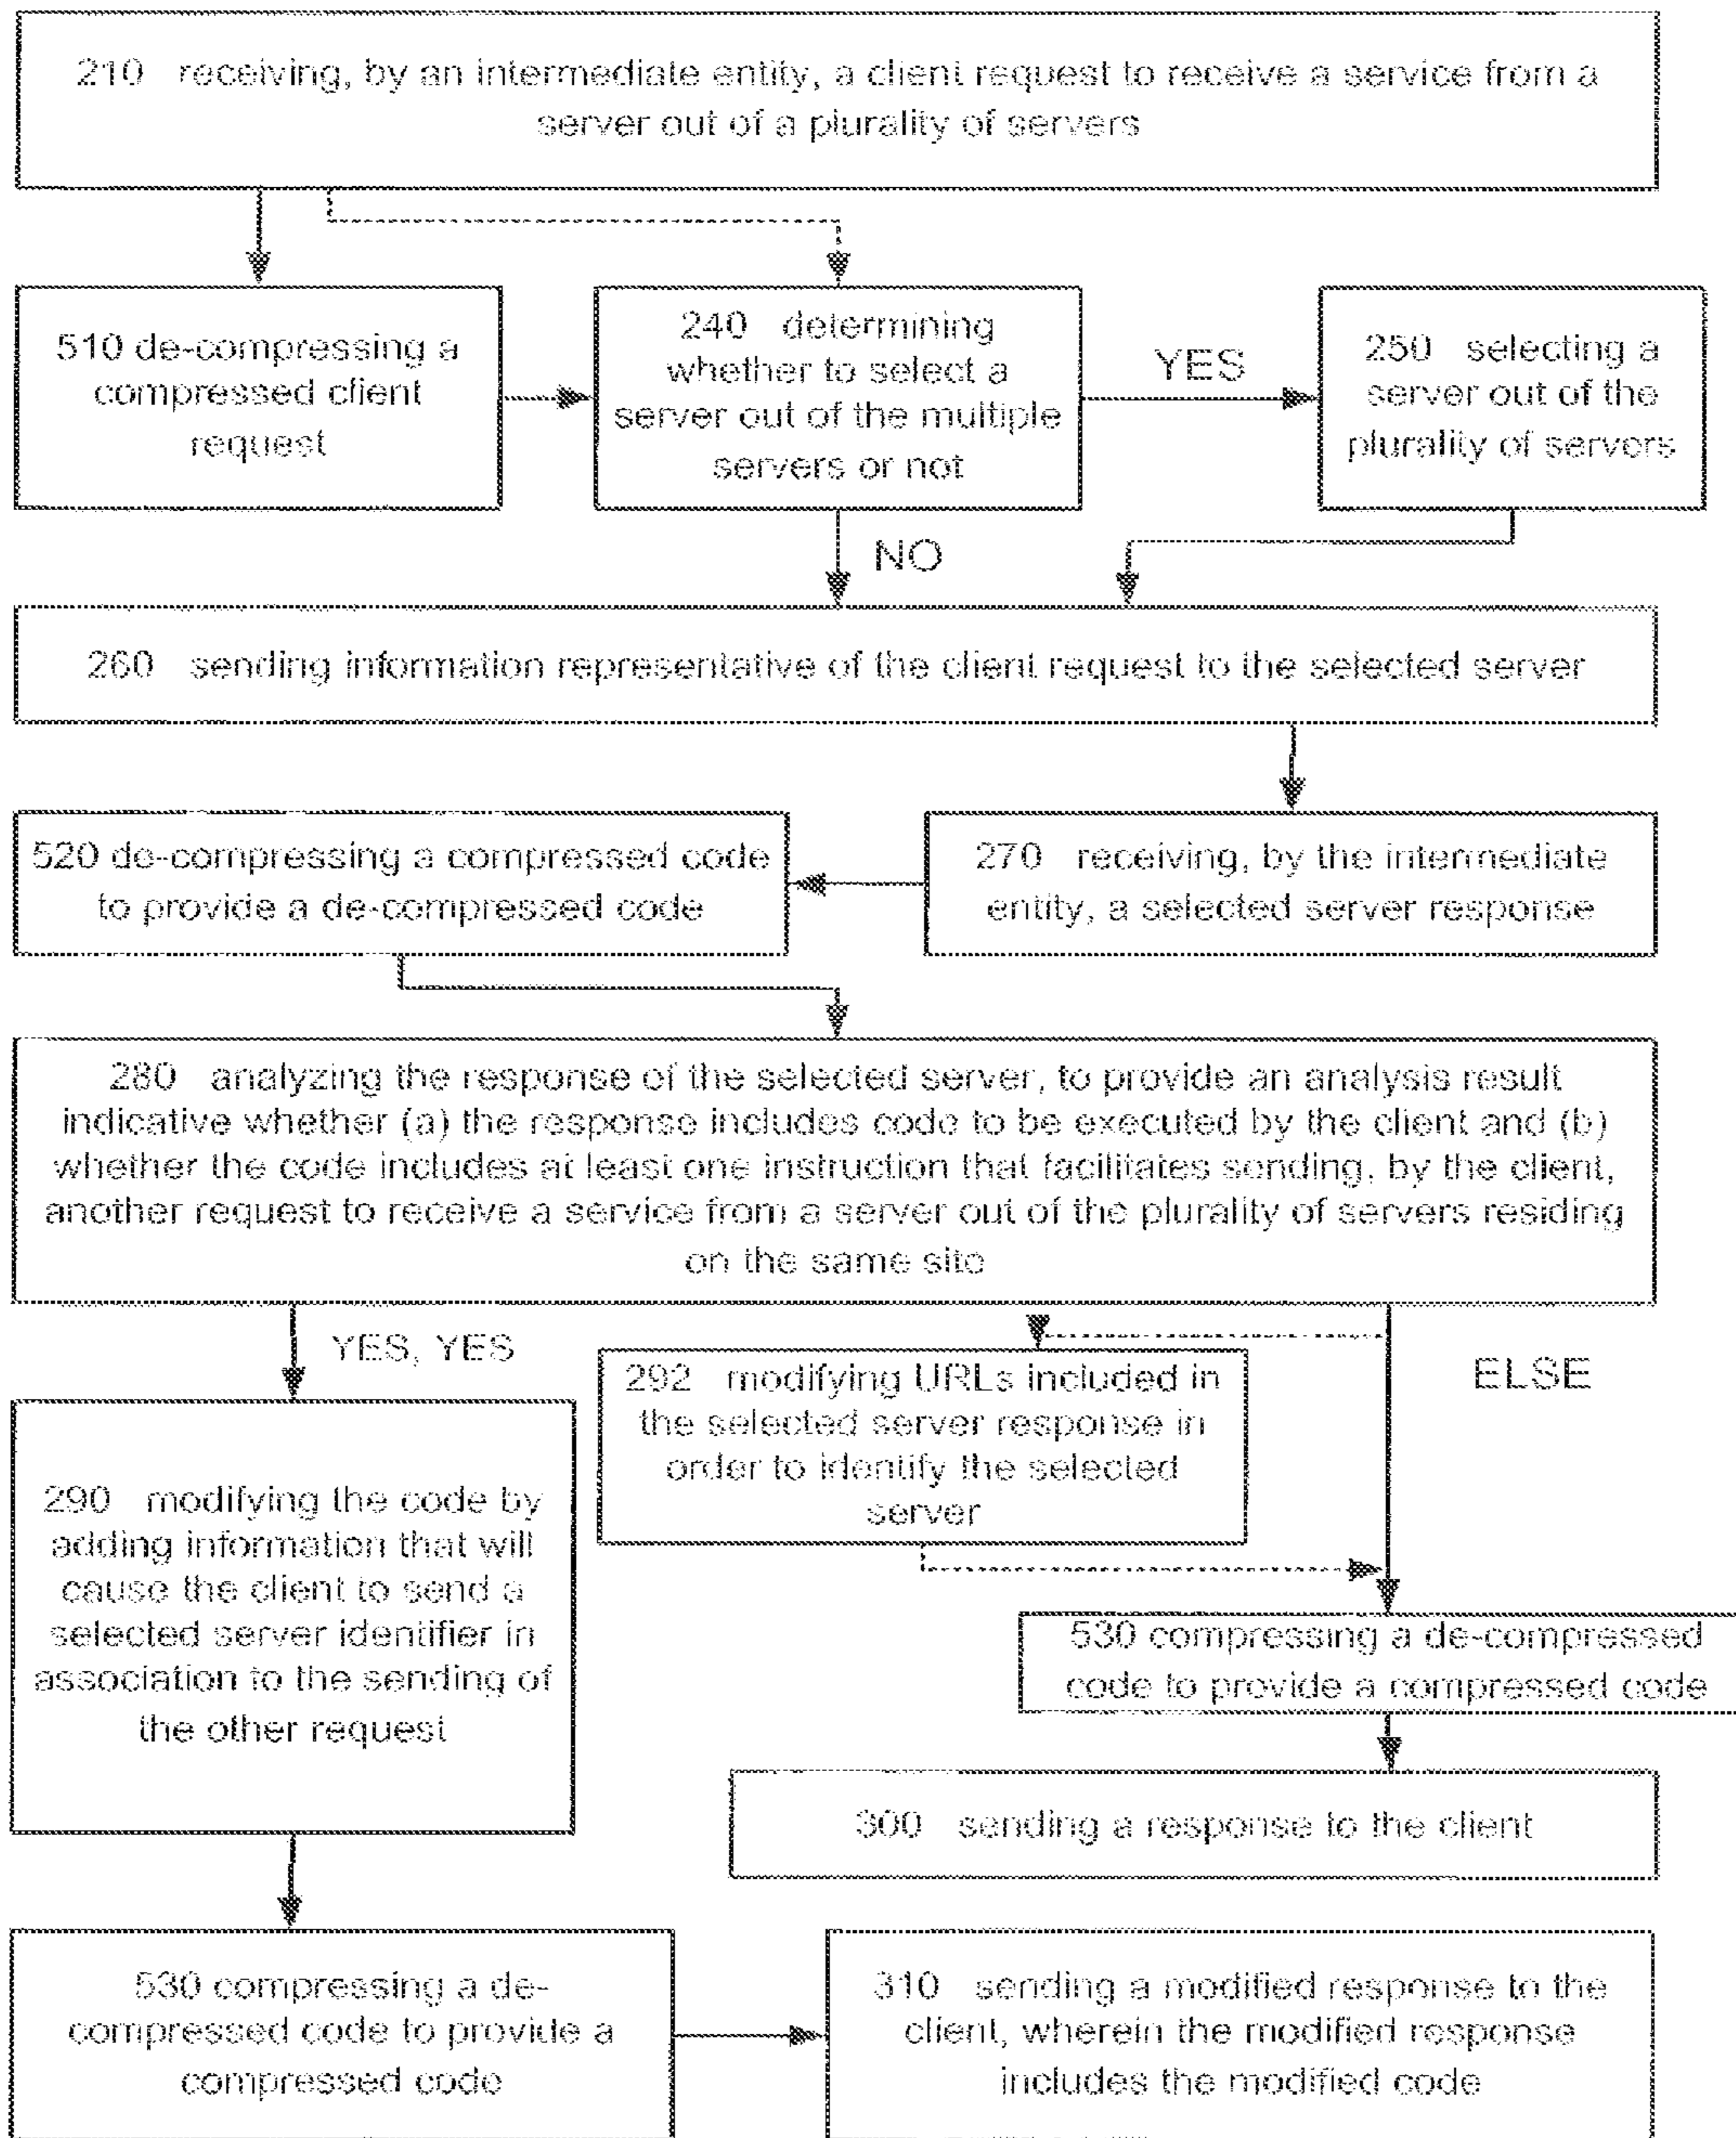 210 receiving, by an intermediate entity, a client request to receive a service from a
server out of a plurality of servers
510 de-compressing a
compressed client
request
240 determining
whether to select a
server out of the multiple
servers or not
YES
250 selecting a
server out of the
plurality of servers
NO
260 sending information representative of the client request to the selected server
520 de-compressing a compressed code
to provide a de-compressed code
270 receiving, by the intermediate
entity, a selected server response
280 analyzing the response of the selected server, to provide an analysis result
indicative whether (a) the response includes code to be executed by the client and (b)
whether the code includes at least one instruction that facilitates sending, by the client,
another request to receive a service from a server out of the plurality of servers residing
on the same site
YES, YES
292 modifying URLs included in
the selected server response in
order to identify the selected
server
ELSE
290 modifying the code by
adding information that will
cause the client to send a
selected server identifier in
association to the sending of
the other request
530 compressing a de-compressed
code to provide a compressed code
300 sending a response to the client
530 compressing a de-
compressed code to provide a
compressed code
310 sending a modified response to the
client, wherein the modified response
includes the modified code